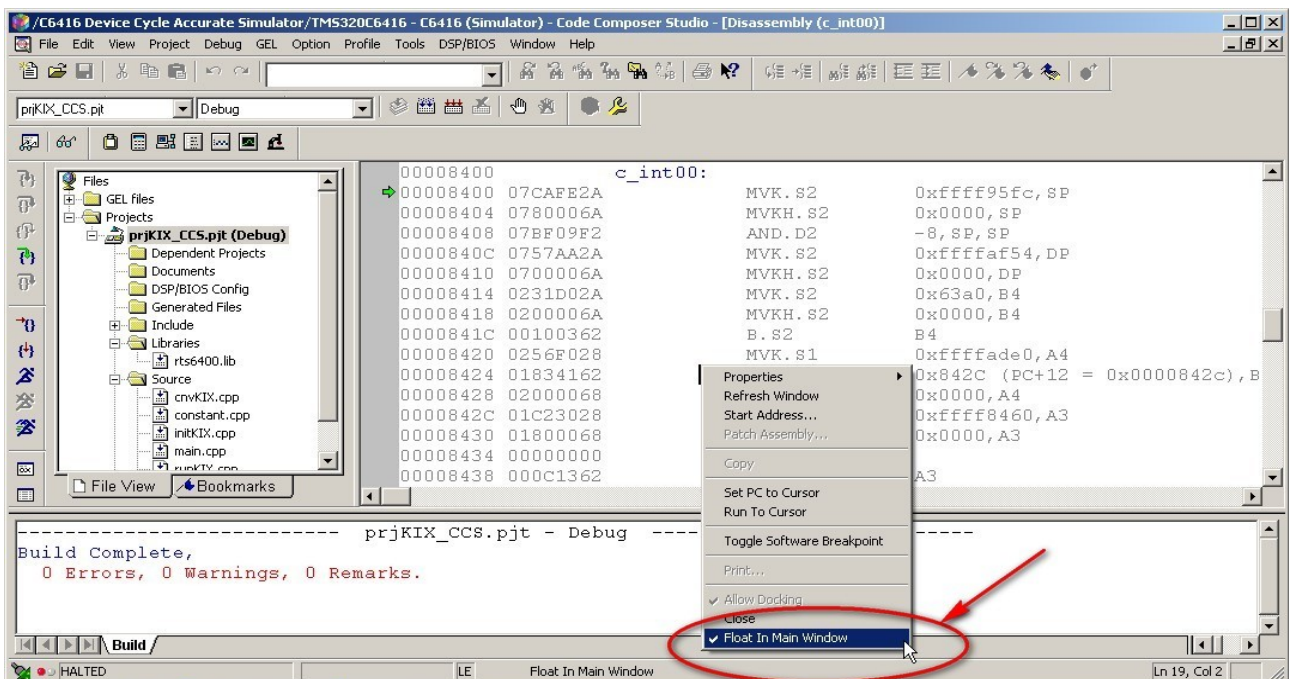 /C6416 Device Cycle Accurate Simulator/TMS320C6416 - C6416 (Simulator) - Code Composer Studio - [Disassembly (c_int00)]
File Edit View Project Debug GEL Option Profile Tools DSP/BIOS Window Help
prjKIX_CCS.pjt Debug
Files
GEL files
Projects
prjKIX_CCS.pjt (Debug)
Dependent Projects
Documents
DSP/BIOS Config
Generated Files
Include
Libraries
rts6400.lib
Source
cnvKIX.cpp
constant.cpp
initKIX.cpp
main.cpp
runKIX.cpp
File View Bookmarks
00008400 c_int00:
00008400 07CAFE2A MVK.S2 0xffff95fc,SP
00008404 0780006A MVKH.S2 0x0000,SP
00008408 07BF09F2 AND.D2 -8,SP,SP
0000840C 0757AA2A MVK.S2 0xffffaf54,DP
00008410 0700006A MVKH.S2 0x0000,DP
00008414 0231D02A MVK.S2 0x63a0,B4
00008418 0200006A MVKH.S2 0x0000,B4
0000841C 00100362 B.S2 B4
00008420 0256F028 MVK.S1 0xffffade0,A4
00008424 01834162 0x842C (PC+12 = 0x0000842c),B
00008428 02000068 0x0000,A4
0000842C 01C23028 0xffff8460,A3
00008430 01800068 0x0000,A3
00008434 00000000
00008438 000C1362 A3
Properties
Refresh Window
Start Address...
Patch Assembly...
Copy
Set PC to Cursor
Run To Cursor
Toggle Software Breakpoint
Print...
Allow Docking
Close
Float In Main Window
---------------------------- prjKIX_CCS.pjt - Debug ----------------------------
Build Complete,
0 Errors, 0 Warnings, 0 Remarks.
Build
HALTED LE Float In Main Window Ln 19, Col 2